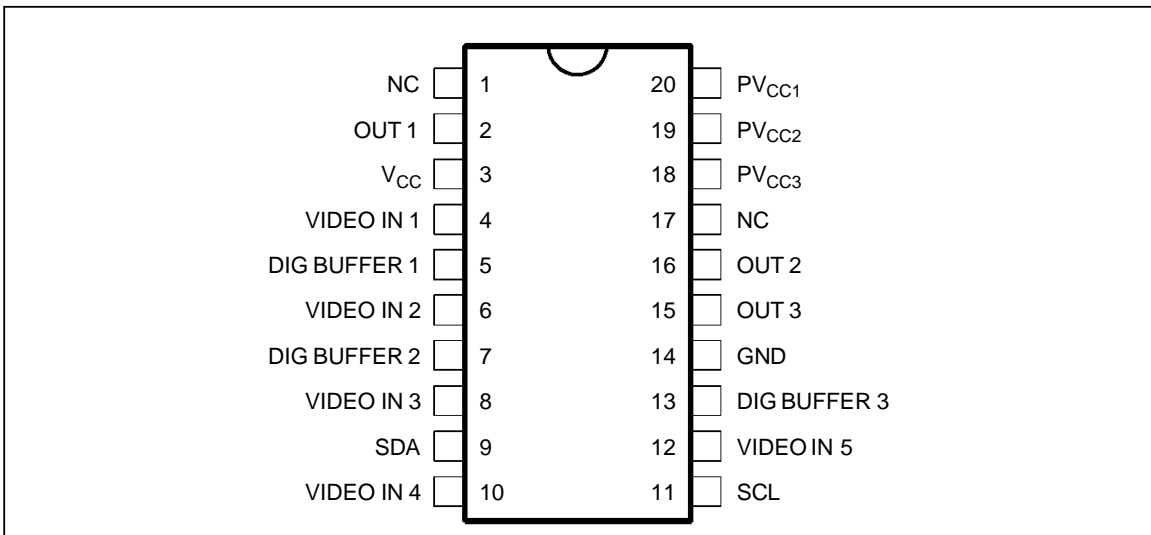 NC 1 20 PVCC1
OUT 1 2 19 PVCC2
VCC 3 18 PVCC3
VIDEO IN 1 4 17 NC
DIG BUFFER 1 5 16 OUT 2
VIDEO IN 2 6 15 OUT 3
DIG BUFFER 2 7 14 GND
VIDEO IN 3 8 13 DIG BUFFER 3
SDA 9 12 VIDEO IN 5
VIDEO IN 4 10 11 SCL